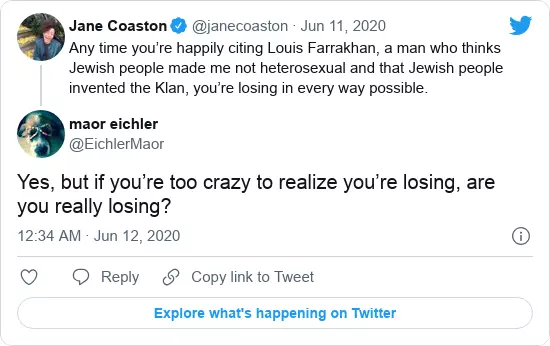 Jane Coaston @janecoaston · Jun 11, 2020
Any time you’re happily citing Louis Farrakhan, a man who thinks
Jewish people made me not heterosexual and that Jewish people
invented the Klan, you’re losing in every way possible.
maor eichler
@EichlerMaor
Yes, but if you’re too crazy to realize you’re losing, are
you really losing?
12:34 AM · Jun 12, 2020
Reply Copy link to Tweet
Explore what's happening on Twitter